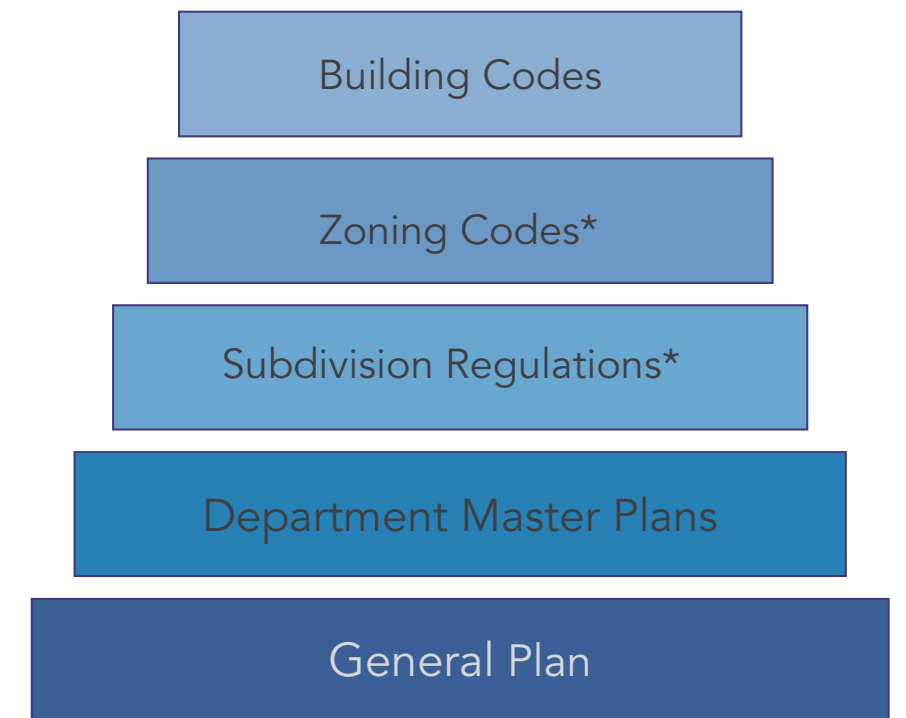 Building Codes
Zoning Codes*
Subdivision Regulations*
Department Master Plans
General Plan